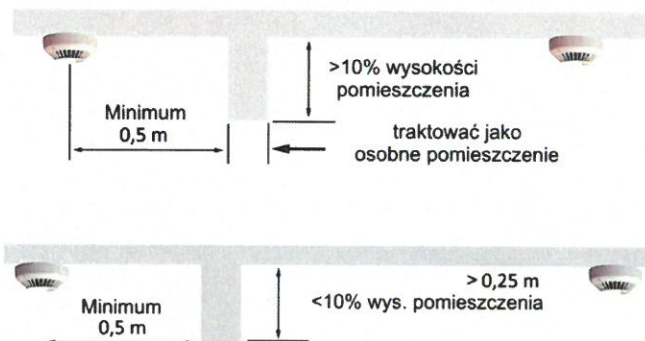 >10% wysokości
pomieszczenia
Minimum
0,5 m
traktować jako
osobne pomieszczenie
> 0,25 m
<10% wys. pomieszczenia
Minimum
0,5 m